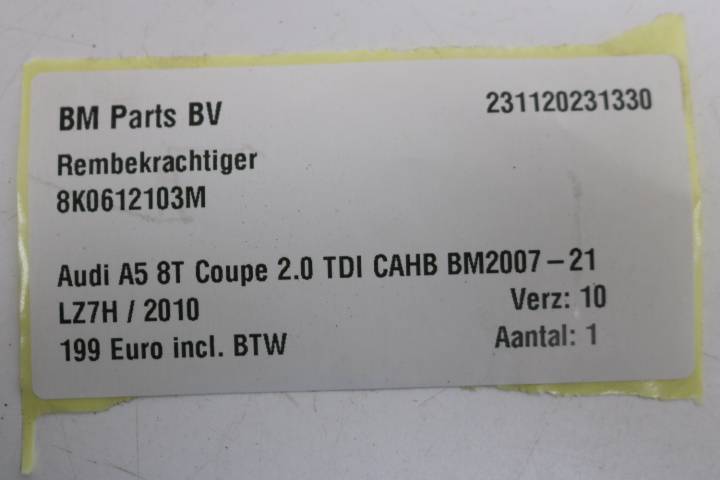 BM Parts BV 231120231330
Rembekrachtiger
8K0612103M
Audi A5 8T Coupe 2.0 TDI CAHB BM2007-21
LZ7H / 2010 Verz: 10
199 Euro incl. BTW Aantal: 1